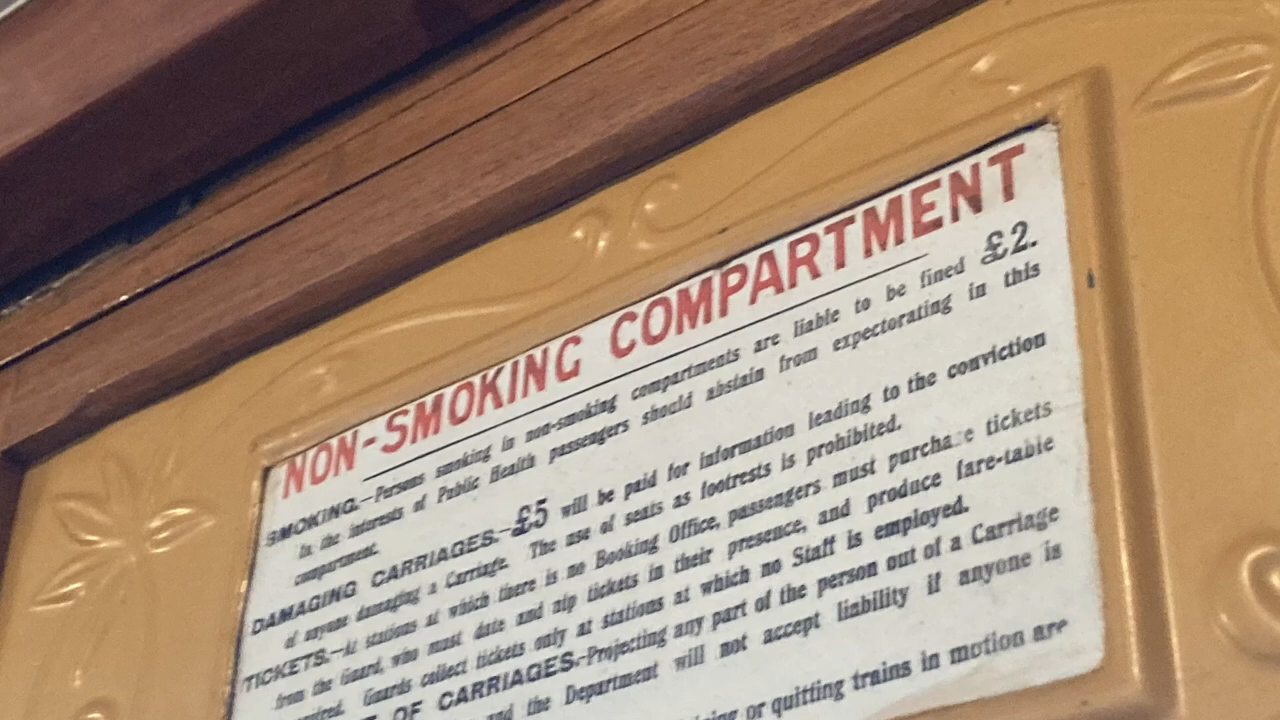 NON-SMOKING COMPARTMENT
SMOKING.—Persons smoking in non-smoking compartments are liable to be fined £2.
In the interests of Public Health passengers should abstain from expectorating in this
compartment.
DAMAGING CARRIAGES.—£5 will be paid for information leading to the conviction
of anyone damaging a Carriage. The use of seats as footrests is prohibited.
TICKETS.—At stations at which there is no Booking Office, passengers must purchase tickets
from the Guard, who must date and nip tickets in their presence, and produce fare-table
Guards collect tickets only at stations at which no Staff is employed.
OF CARRIAGES.—Projecting any part of the person out of a Carriage
and the Department will not accept liability if anyone is
or quitting trains in motion are